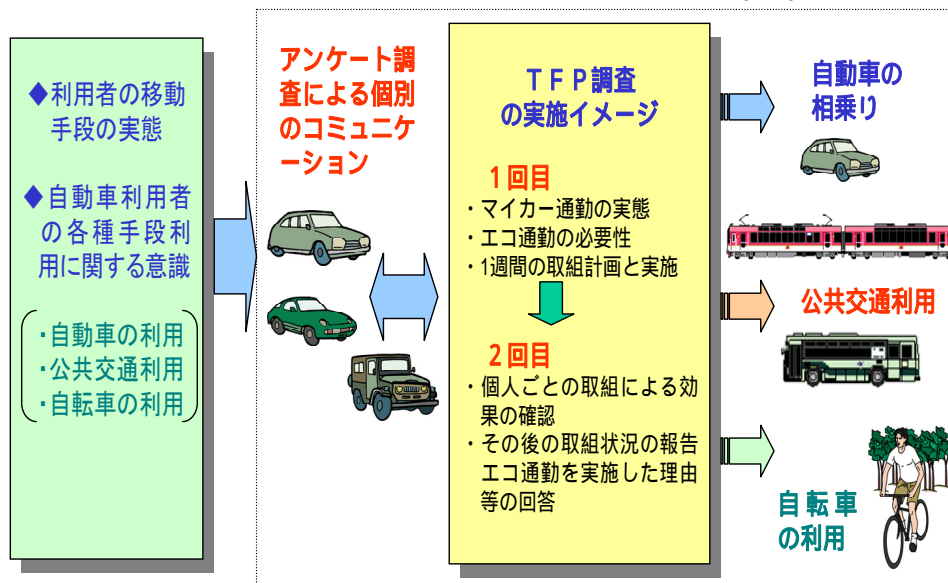 ◆利用者の移動
手段の実態
◆自動車利用者
の各種手段利
用に関する意識
・自動車の利用
・公共交通利用
・自転車の利用
アンケート調
査による個別
のコミュニケ
ーション
ＴＦＰ調査
の実施イメージ
１回目
・マイカー通勤の実態
・エコ通勤の必要性
・1週間の取組計画と実施
２回目
・個人ごとの取組による効
果の確認
・その後の取組状況の報告
エコ通勤を実施した理由
等の回答
自動車の
相乗り
公共交通利用
自転車
の利用